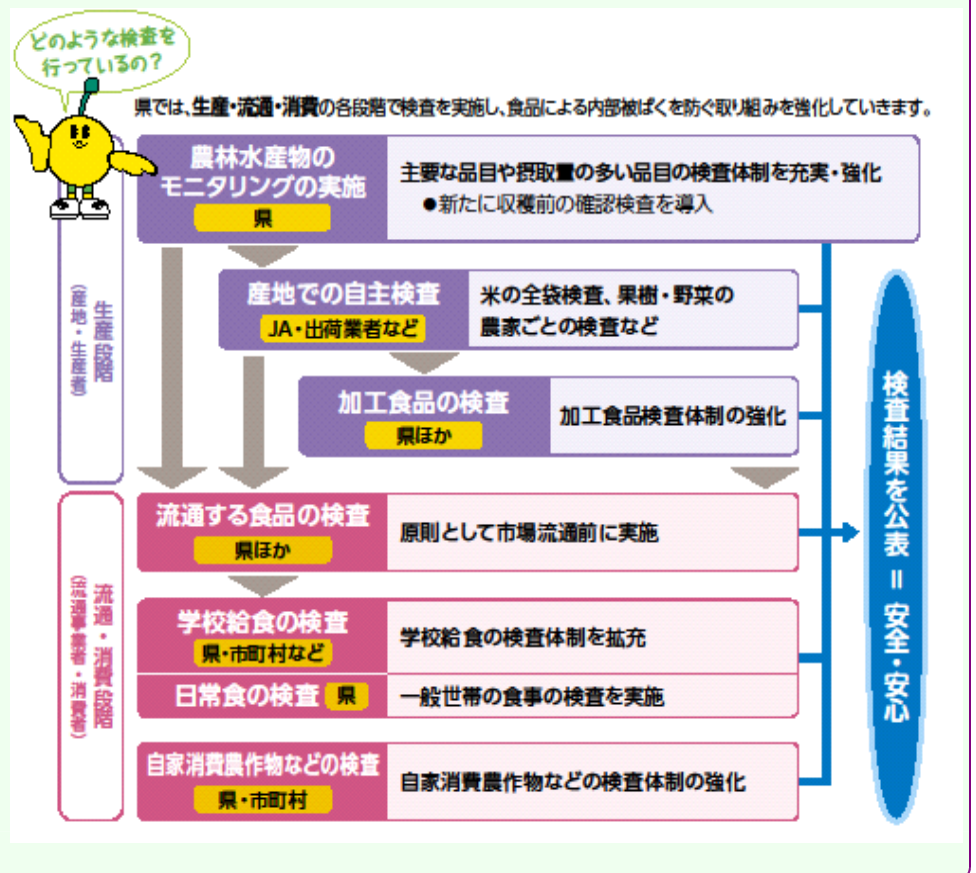 どのような検査を
行っているの？
県では、生産・流通・消費の各段階で検査を実施し、食品による内部被ばくを防ぐ取り組みを強化していきます。
生産段階
（産地・生産者）
農林水産物の
モニタリングの実施
県
主要な品目や摂取量の多い品目の検査体制を充実・強化
●新たに収穫前の確認検査を導入
産地での自主検査
JA・出荷業者など
米の全袋検査、果樹・野菜の
農家ごとの検査など
加工食品の検査
県ほか
加工食品検査体制の強化
流通・消費段階
（流通事業者・消費者）
流通する食品の検査
県ほか
原則として市場流通前に実施
学校給食の検査
県・市町村など
学校給食の検査体制を拡充
日常食の検査 県
一般世帯の食事の検査を実施
自家消費農作物などの検査
県・市町村
自家消費農作物などの検査体制の強化
検査結果を公表＝安全・安心